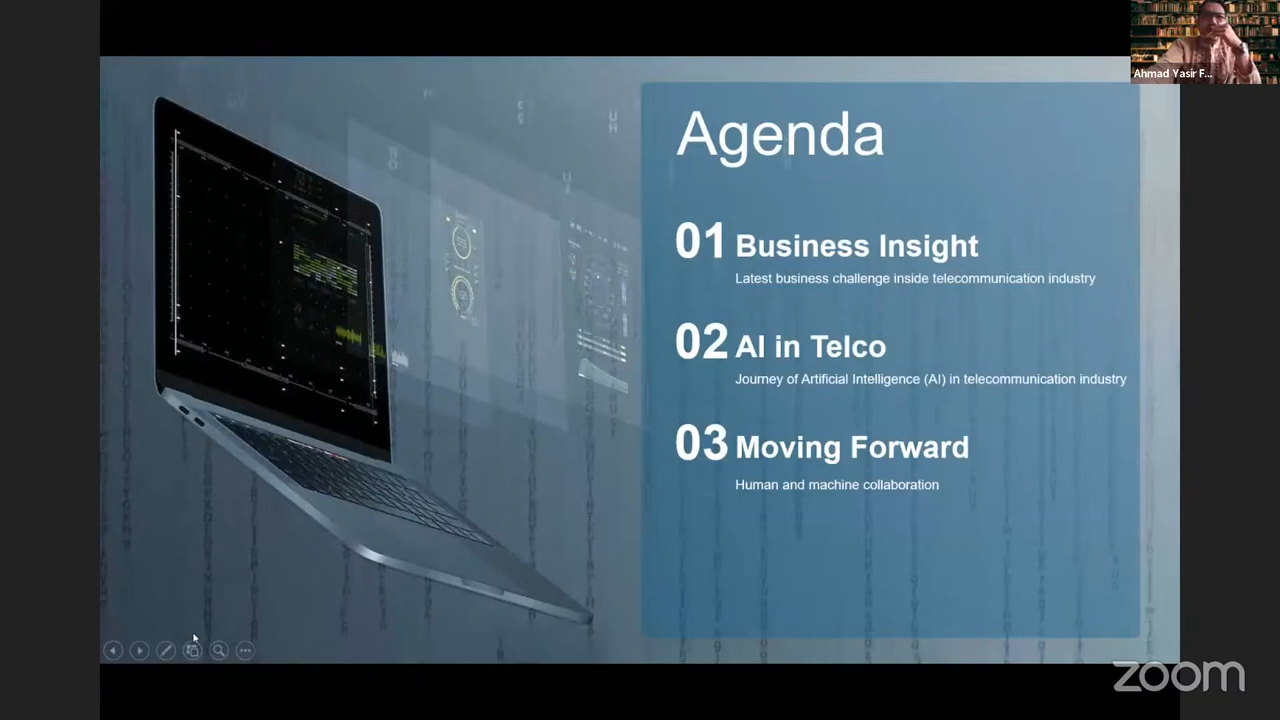 Ahmad Yasir F...
Agenda
01 Business Insight
Latest business challenge inside telecommunication industry
02 AI in Telco
Journey of Artificial Intelligence (AI) in telecommunication industry
03 Moving Forward
Human and machine collaboration
zoom